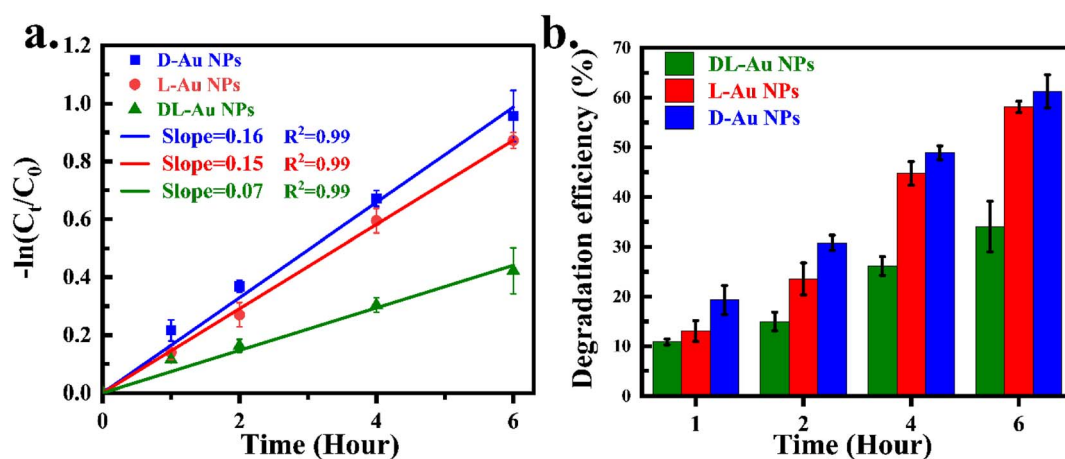 a.
-ln(Cₜ/C₀)
1.2
1.0
0.8
0.6
0.4
0.2
0.0
D-Au NPs
L-Au NPs
DL-Au NPs
Slope=0.16 R²=0.99
Slope=0.15 R²=0.99
Slope=0.07 R²=0.99
0 2 4 6
Time (Hour)
b.
Degradation efficiency (%)
70
60
50
40
30
20
10
0
DL-Au NPs
L-Au NPs
D-Au NPs
1 2 4 6
Time (Hour)